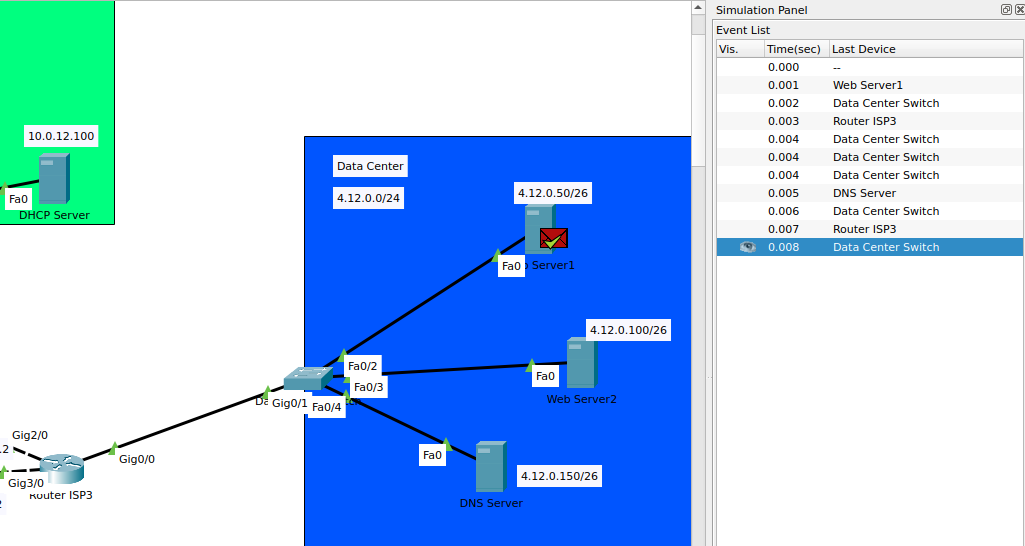 10.0.12.100
Fa0
DHCP Server
Data Center
4.12.0.0/24
4.12.0.50/26
Fa0
Server1
4.12.0.100/26
Fa0/2
Fa0
Fa0/3
Web Server2
Gig0/1
Fa0/4
Gig2/0
.2
Gig0/0
Fa0
4.12.0.150/26
Gig3/0
Router ISP3
DNS Server
Simulation Panel
Event List
Vis. Time(sec) Last Device
0.000 --
0.001 Web Server1
0.002 Data Center Switch
0.003 Router ISP3
0.004 Data Center Switch
0.004 Data Center Switch
0.004 Data Center Switch
0.005 DNS Server
0.006 Data Center Switch
0.007 Router ISP3
0.008 Data Center Switch